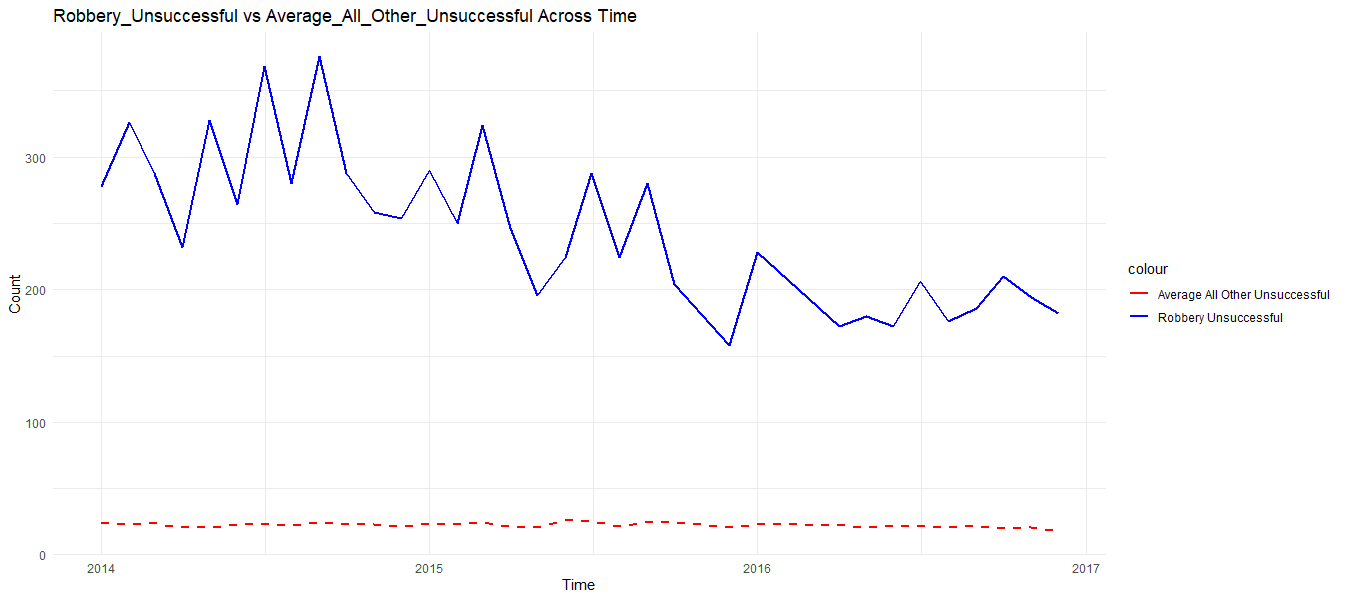 Robbery_Unsuccessful vs Average_All_Other_Unsuccessful Across Time
Count
300
200
100
0
2014 2015 2016 2017
Time
colour
Average All Other Unsuccessful
Robbery Unsuccessful